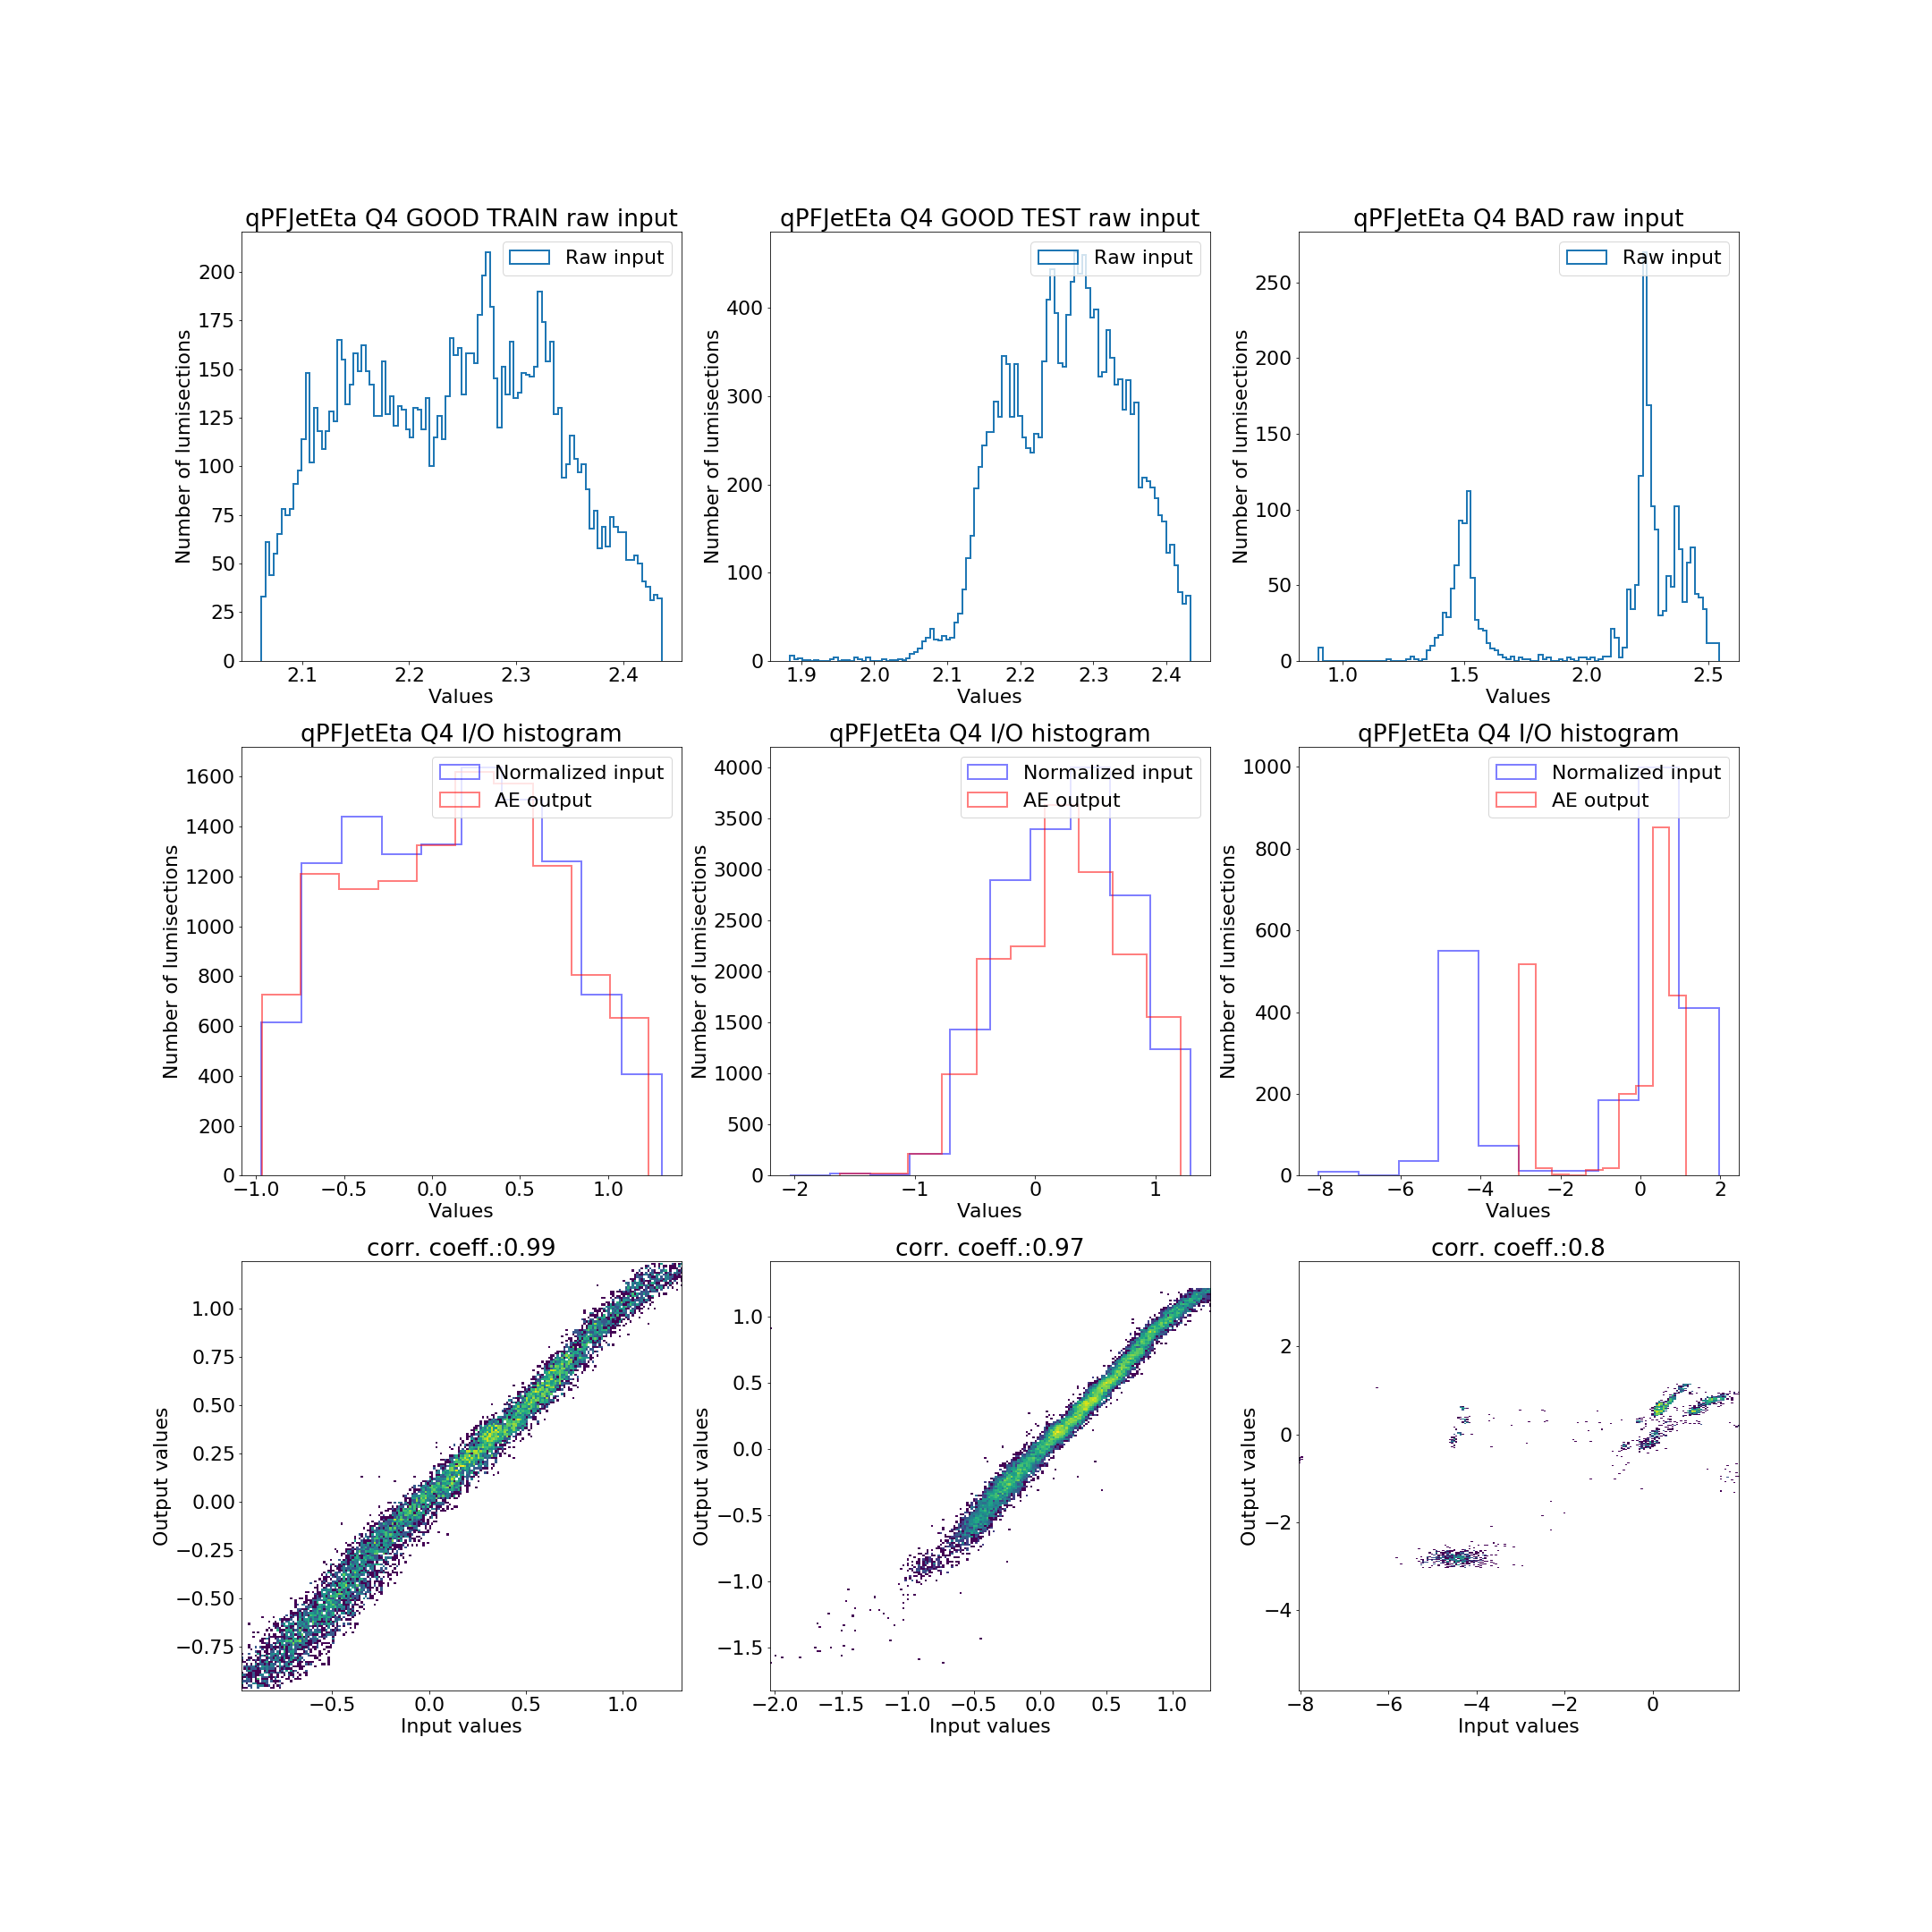 qPFJetEta Q4 GOOD TRAIN raw input
Raw input
200
175
150
125
100
75
50
25
0
Number of lumisections
2.1 2.2 2.3 2.4
Values
qPFJetEta Q4 GOOD TEST raw input
Raw input
400
300
200
100
0
Number of lumisections
1.9 2.0 2.1 2.2 2.3 2.4
Values
qPFJetEta Q4 BAD raw input
Raw input
250
200
150
100
50
0
Number of lumisections
1.0 1.5 2.0 2.5
Values
qPFJetEta Q4 I/O histogram
Normalized input
AE output
1600
1400
1200
1000
800
600
400
200
0
Number of lumisections
−1.0 −0.5 0.0 0.5 1.0
Values
qPFJetEta Q4 I/O histogram
Normalized input
AE output
4000
3500
3000
2500
2000
1500
1000
500
0
Number of lumisections
−2 −1 0 1
Values
qPFJetEta Q4 I/O histogram
Normalized input
AE output
1000
800
600
400
200
0
Number of lumisections
−8 −6 −4 −2 0 2
Values
corr. coeff.:0.99
1.00
0.75
0.50
0.25
0.00
−0.25
−0.50
−0.75
Output values
−0.5 0.0 0.5 1.0
Input values
corr. coeff.:0.97
1.0
0.5
0.0
−0.5
−1.0
−1.5
Output values
−2.0 −1.5 −1.0 −0.5 0.0 0.5 1.0
Input values
corr. coeff.:0.8
2
0
−2
−4
Output values
−8 −6 −4 −2 0
Input values